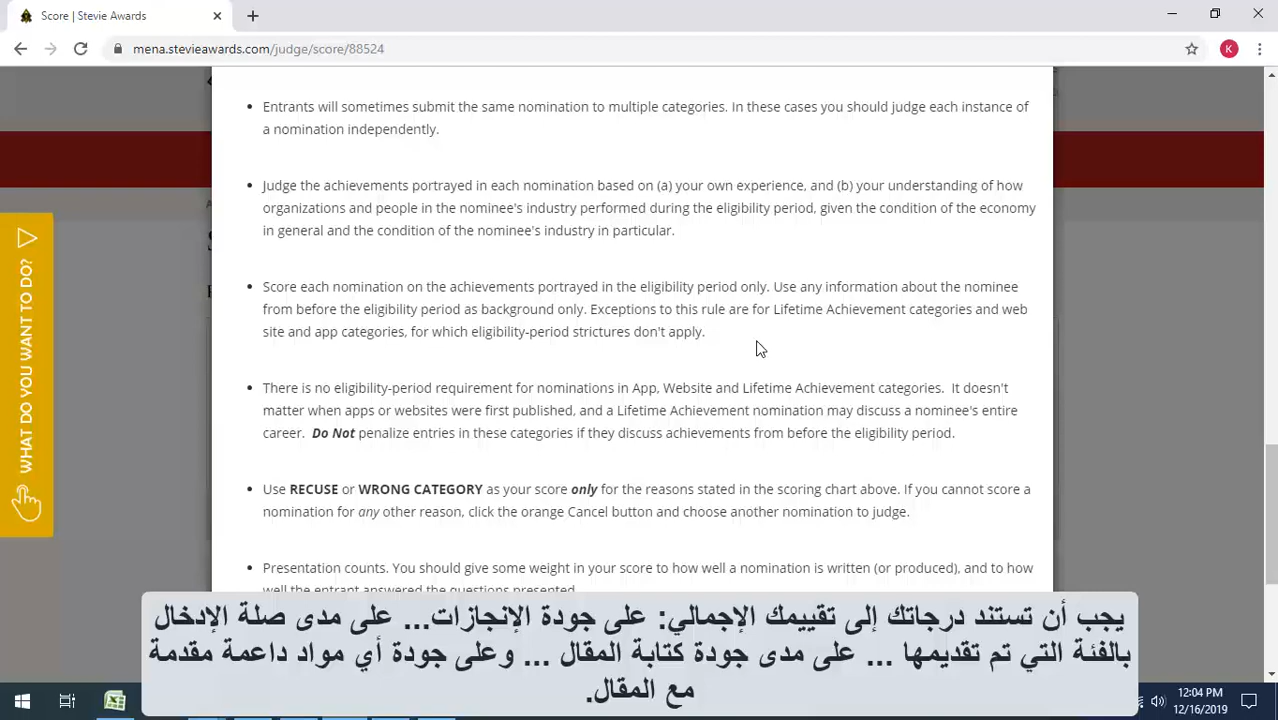 Score | Stevie Awards
mena.stevieawards.com/judge/score/88524
K
WHAT DO YOU WANT TO DO?
• Entrants will sometimes submit the same nomination to multiple categories. In these cases you should judge each instance of
a nomination independently.
• Judge the achievements portrayed in each nomination based on (a) your own experience, and (b) your understanding of how
organizations and people in the nominee's industry performed during the eligibility period, given the condition of the economy
in general and the condition of the nominee's industry in particular.
• Score each nomination on the achievements portrayed in the eligibility period only. Use any information about the nominee
from before the eligibility period as background only. Exceptions to this rule are for Lifetime Achievement categories and web
site and app categories, for which eligibility-period strictures don't apply.
• There is no eligibility-period requirement for nominations in App, Website and Lifetime Achievement categories. It doesn't
matter when apps or websites were first published, and a Lifetime Achievement nomination may discuss a nominee's entire
career. Do Not penalize entries in these categories if they discuss achievements from before the eligibility period.
• Use RECUSE or WRONG CATEGORY as your score only for the reasons stated in the scoring chart above. If you cannot score a
nomination for any other reason, click the orange Cancel button and choose another nomination to judge.
• Presentation counts. You should give some weight in your score to how well a nomination is written (or produced), and to how
well the entrant answered the questions presented.
يجب أن تستند درجاتك إلى تقييمك الإجمالي: على جودة الإنجازات... على مدى صلة الإدخال
بالفئة التي تم تقديمها ... على مدى جودة كتابة المقال ... وعلى جودة أي مواد داعمة مقدمة
مع المقال.
12:04 PM
12/16/2019